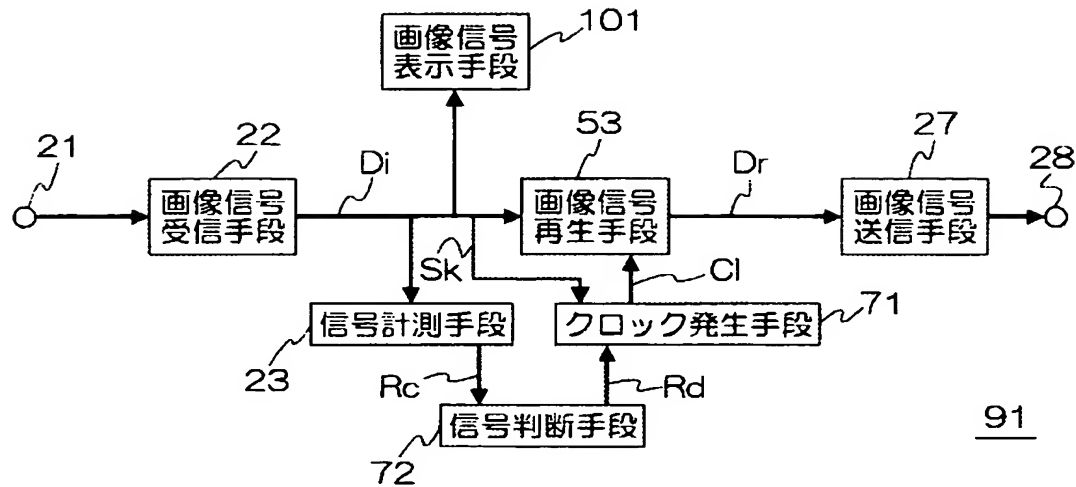 画像信号
表示手段
101
21
22
Di
53
Dr
27
28
画像信号
受信手段
画像信号
再生手段
画像信号
送信手段
Sk
Cl
信号計測手段
クロック発生手段
71
23
Rc
Rd
信号判断手段
72
91